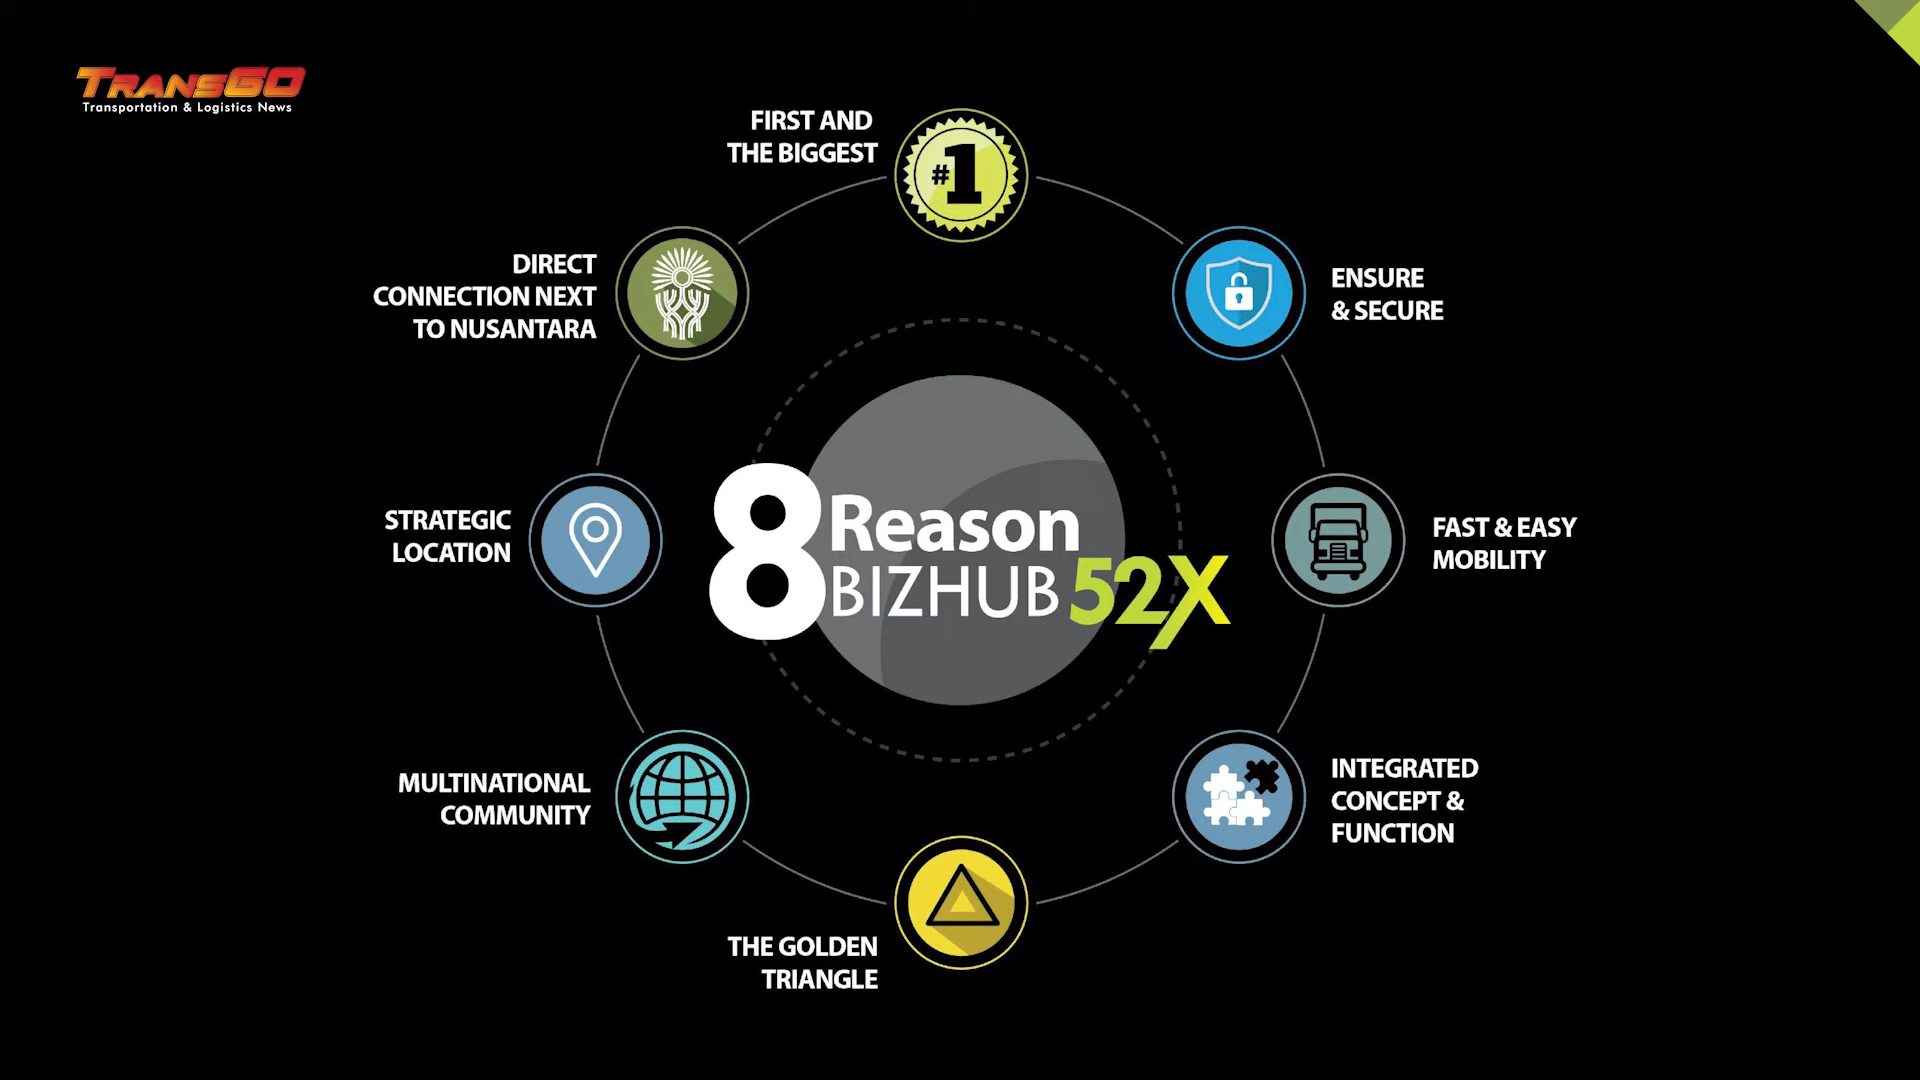 TRANSGO
Transportation & Logistics News
FIRST AND
THE BIGGEST
#1
ENSURE
& SECURE
FAST & EASY
MOBILITY
INTEGRATED
CONCEPT &
FUNCTION
THE GOLDEN
TRIANGLE
MULTINATIONAL
COMMUNITY
STRATEGIC
LOCATION
DIRECT
CONNECTION NEXT
TO NUSANTARA
8 Reason
BIZHUB 52X